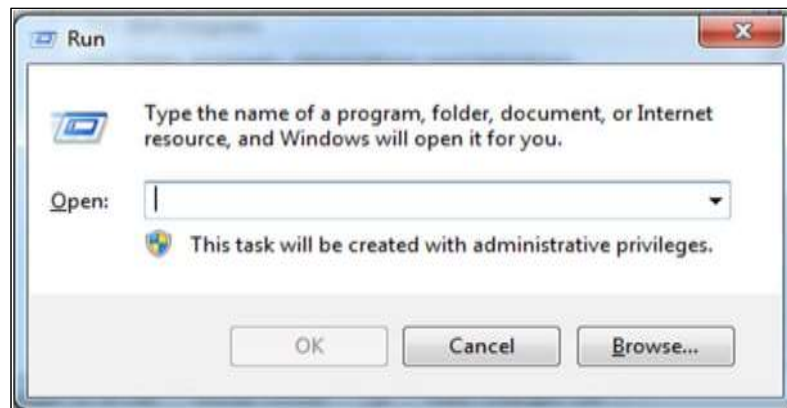 Run
Type the name of a program, folder, document, or Internet
resource, and Windows will open it for you.
Open:
This task will be created with administrative privileges.
OK
Cancel
Browse...